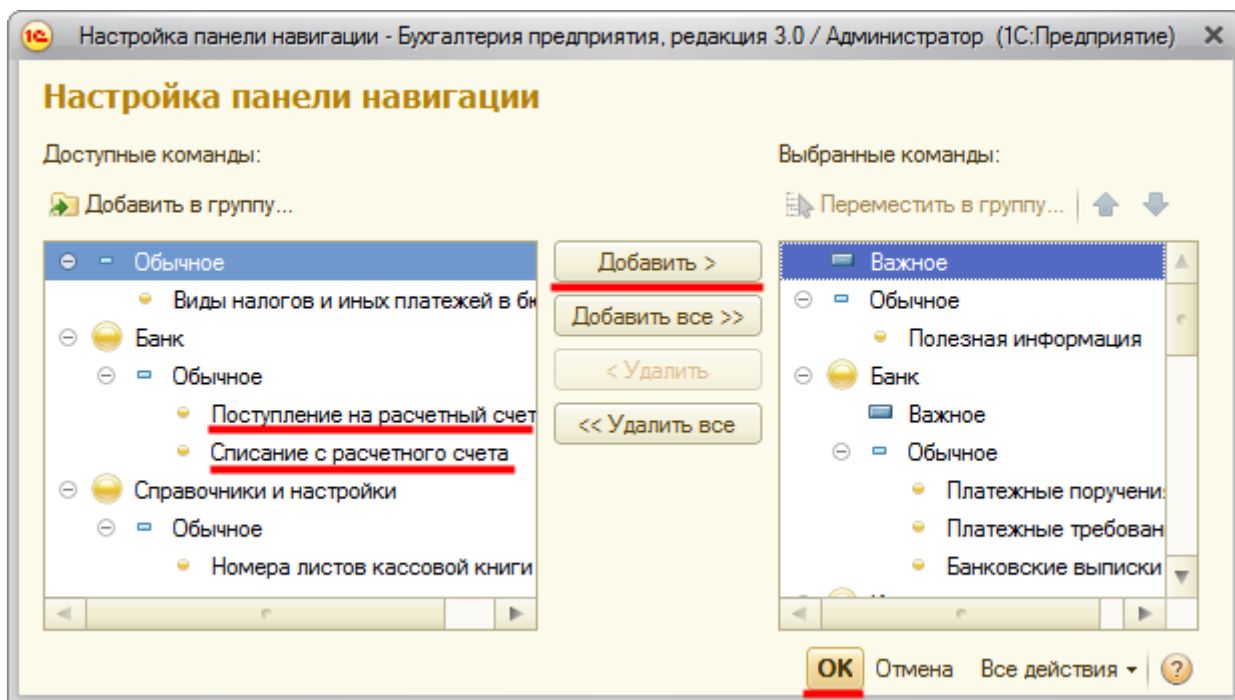 Настройка панели навигации - Бухгалтерия предприятия, редакция 3.0 / Администратор (1С:Предприятие)
Настройка панели навигации
Доступные команды:
Выбранные команды:
Добавить в группу...
Переместить в группу...
Обычное
Виды налогов и иных платежей в бю
Банк
Обычное
Поступление на расчетный счет
Списание с расчетного счета
Справочники и настройки
Обычное
Номера листов кассовой книги
Добавить >
Добавить все >>
< Удалить
<< Удалить все
Важное
Обычное
Полезная информация
Банк
Важное
Обычное
Платежные поручени
Платежные требован
Банковские выписки
OK Отмена Все действия